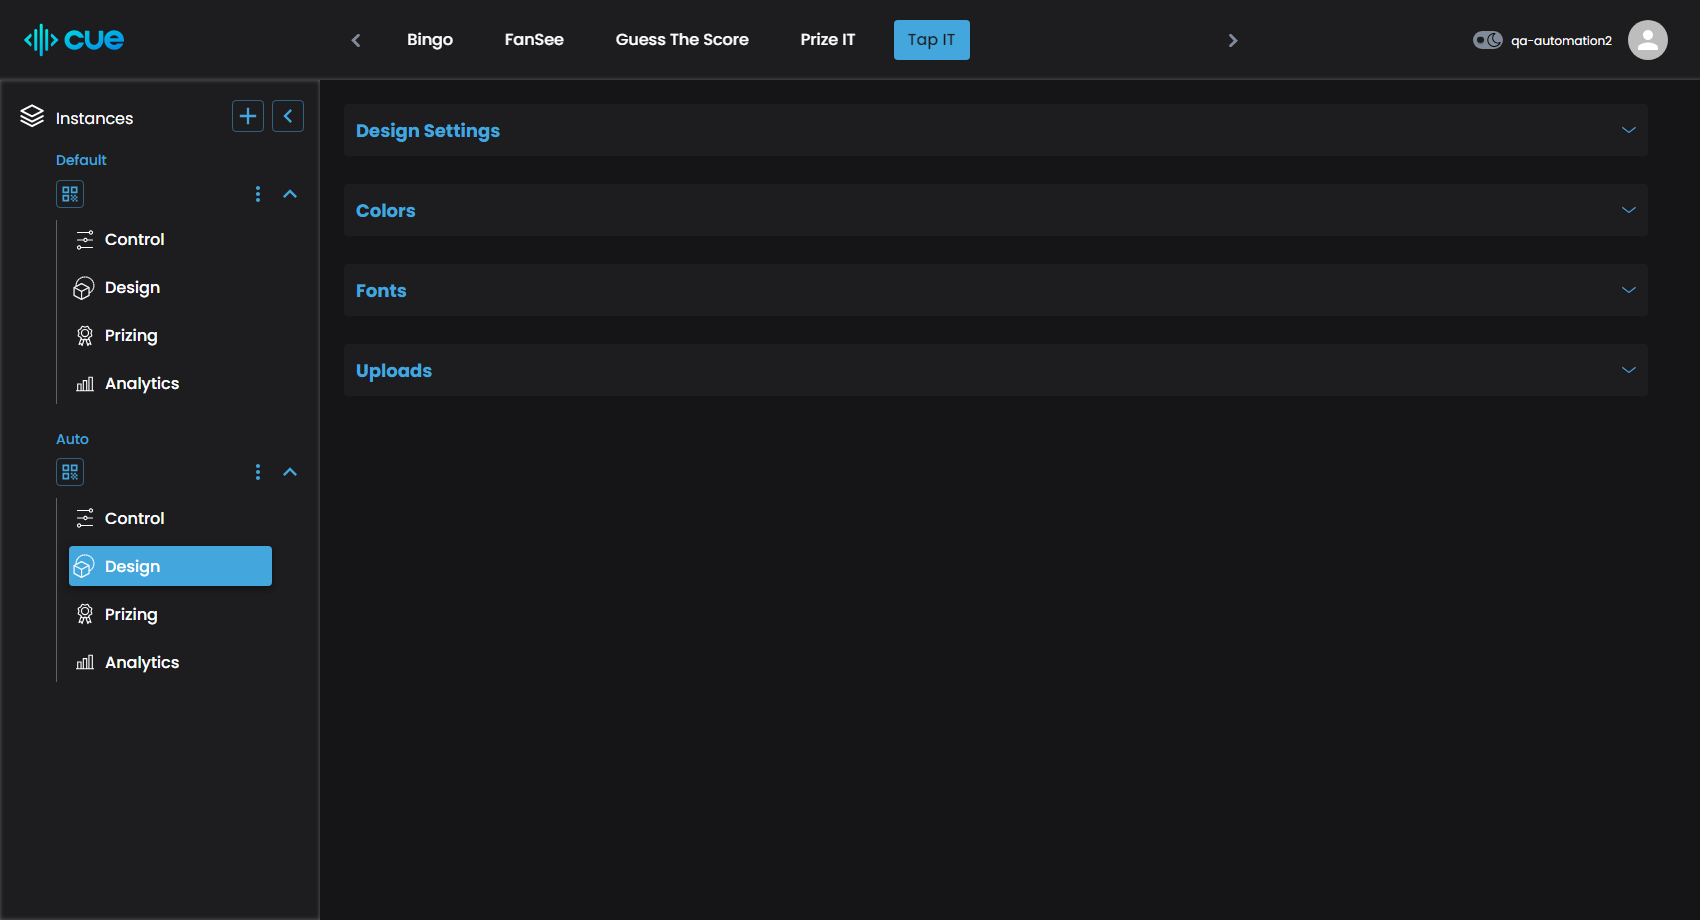 cue
Bingo
FanSee
Guess The Score
Prize IT
Tap IT
qa-automation2
Instances
Default
Control
Design
Prizing
Analytics
Auto
Control
Design
Prizing
Analytics
Design Settings
Colors
Fonts
Uploads